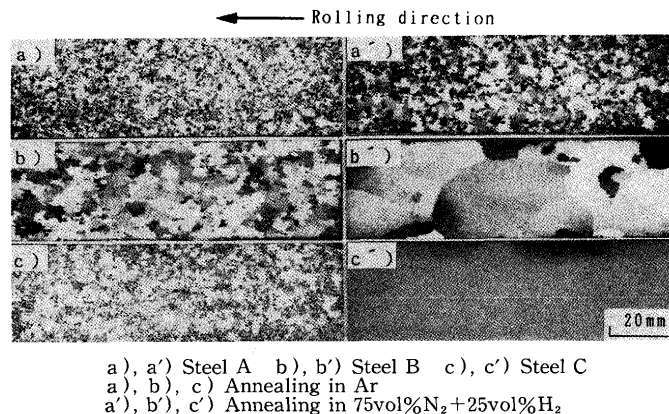 Rolling direction
a) a´)
b) b´)
c) c´)
20mm
a), a′) Steel A b), b′) Steel B c), c′) Steel C
a), b), c) Annealing in Ar
a′), b′), c′) Annealing in 75vol%N₂+25vol%H₂